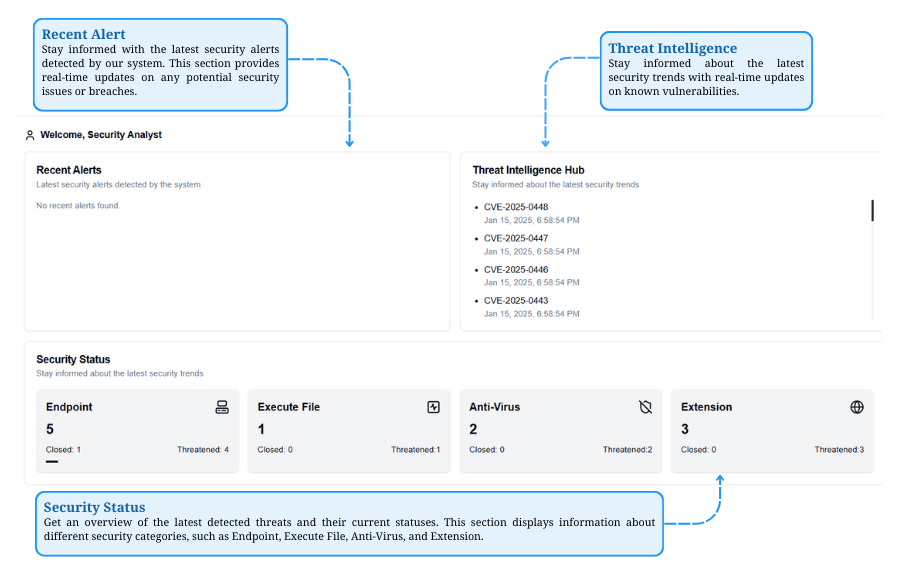 Recent Alert
Stay informed with the latest security alerts
detected by our system. This section provides
real-time updates on any potential security
issues or breaches.
Threat Intelligence
Stay informed about the latest
security trends with real-time updates
on known vulnerabilities.
Welcome, Security Analyst
Recent Alerts
Latest security alerts detected by the system
No recent alerts found.
Threat Intelligence Hub
Stay informed about the latest security trends
• CVE-2025-0448
Jan 15, 2025, 6:58:54 PM
• CVE-2025-0447
Jan 15, 2025, 6:58:54 PM
• CVE-2025-0446
Jan 15, 2025, 6:58:54 PM
• CVE-2025-0443
Jan 15, 2025, 6:58:54 PM
Security Status
Stay informed about the latest security trends
Endpoint
5
Closed: 1 Threatened: 4
Execute File
1
Closed: 0 Threatened:1
Anti-Virus
2
Closed: 0 Threatened:2
Extension
3
Closed: 0 Threatened:3
Security Status
Get an overview of the latest detected threats and their current statuses. This section displays information about
different security categories, such as Endpoint, Execute File, Anti-Virus, and Extension.